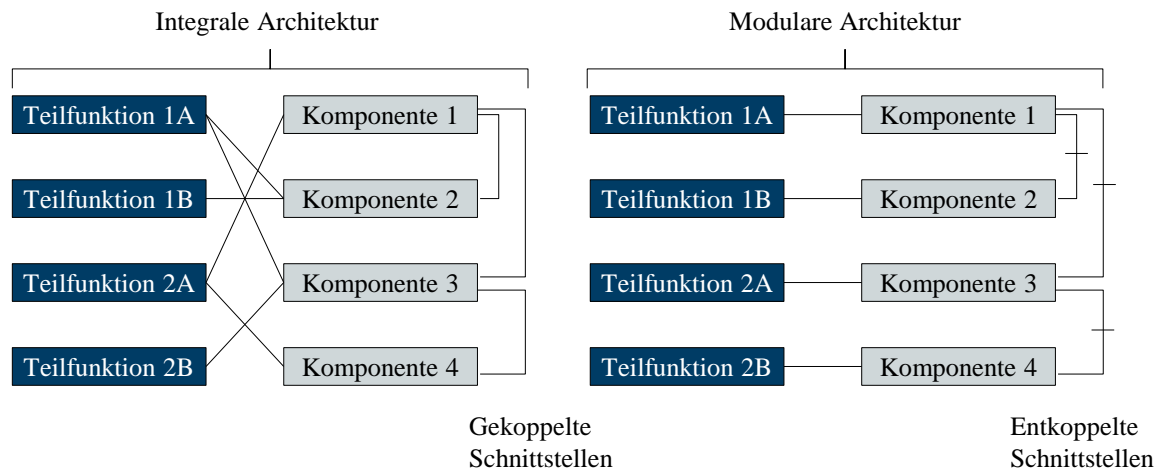 Integrale Architektur
Teilfunktion 1A
Komponente 1
Teilfunktion 1B
Komponente 2
Teilfunktion 2A
Komponente 3
Teilfunktion 2B
Komponente 4
Gekoppelte
Schnittstellen
Modulare Architektur
Teilfunktion 1A
Komponente 1
Teilfunktion 1B
Komponente 2
Teilfunktion 2A
Komponente 3
Teilfunktion 2B
Komponente 4
Entkoppelte
Schnittstellen